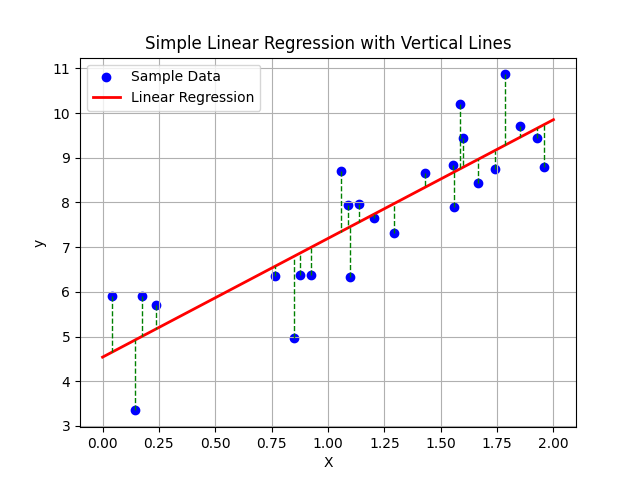 Simple Linear Regression with Vertical Lines
Sample Data
Linear Regression
11
10
9
8
7
6
5
4
3
y
0.00 0.25 0.50 0.75 1.00 1.25 1.50 1.75 2.00
X